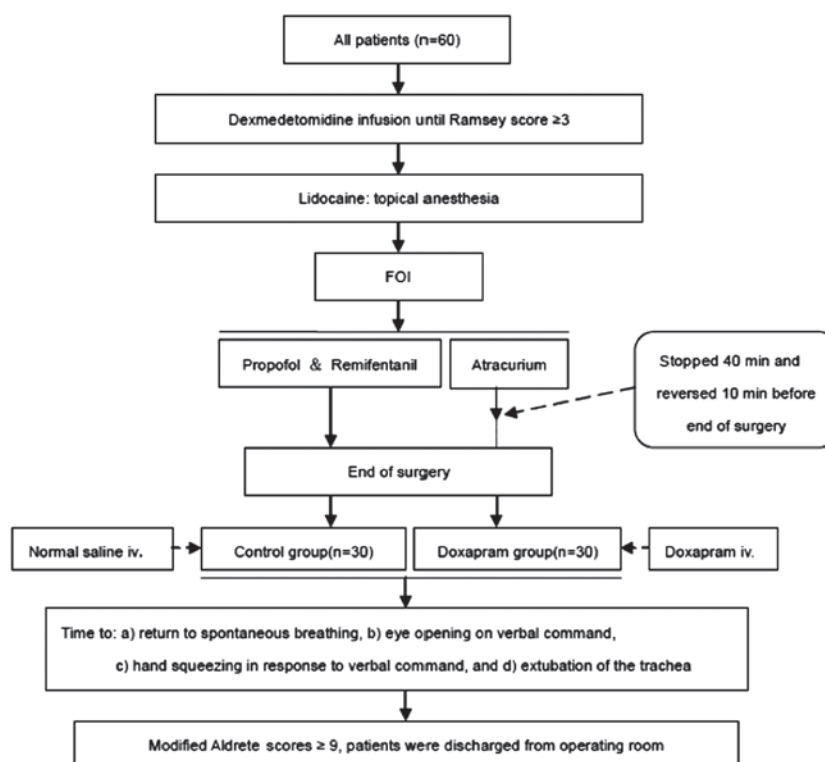 All patients (n=60)
Dexmedetomidine infusion until Ramsey score ≥3
Lidocaine: topical anesthesia
FOI
Propofol & Remifentanil
Atracurium
Stopped 40 min and
reversed 10 min before
end of surgery
End of surgery
Normal saline iv.
Control group(n=30)
Doxapram group(n=30)
Doxapram iv.
Time to: a) return to spontaneous breathing, b) eye opening on verbal command,
c) hand squeezing in response to verbal command, and d) extubation of the trachea
Modified Aldrete scores ≥ 9, patients were discharged from operating room